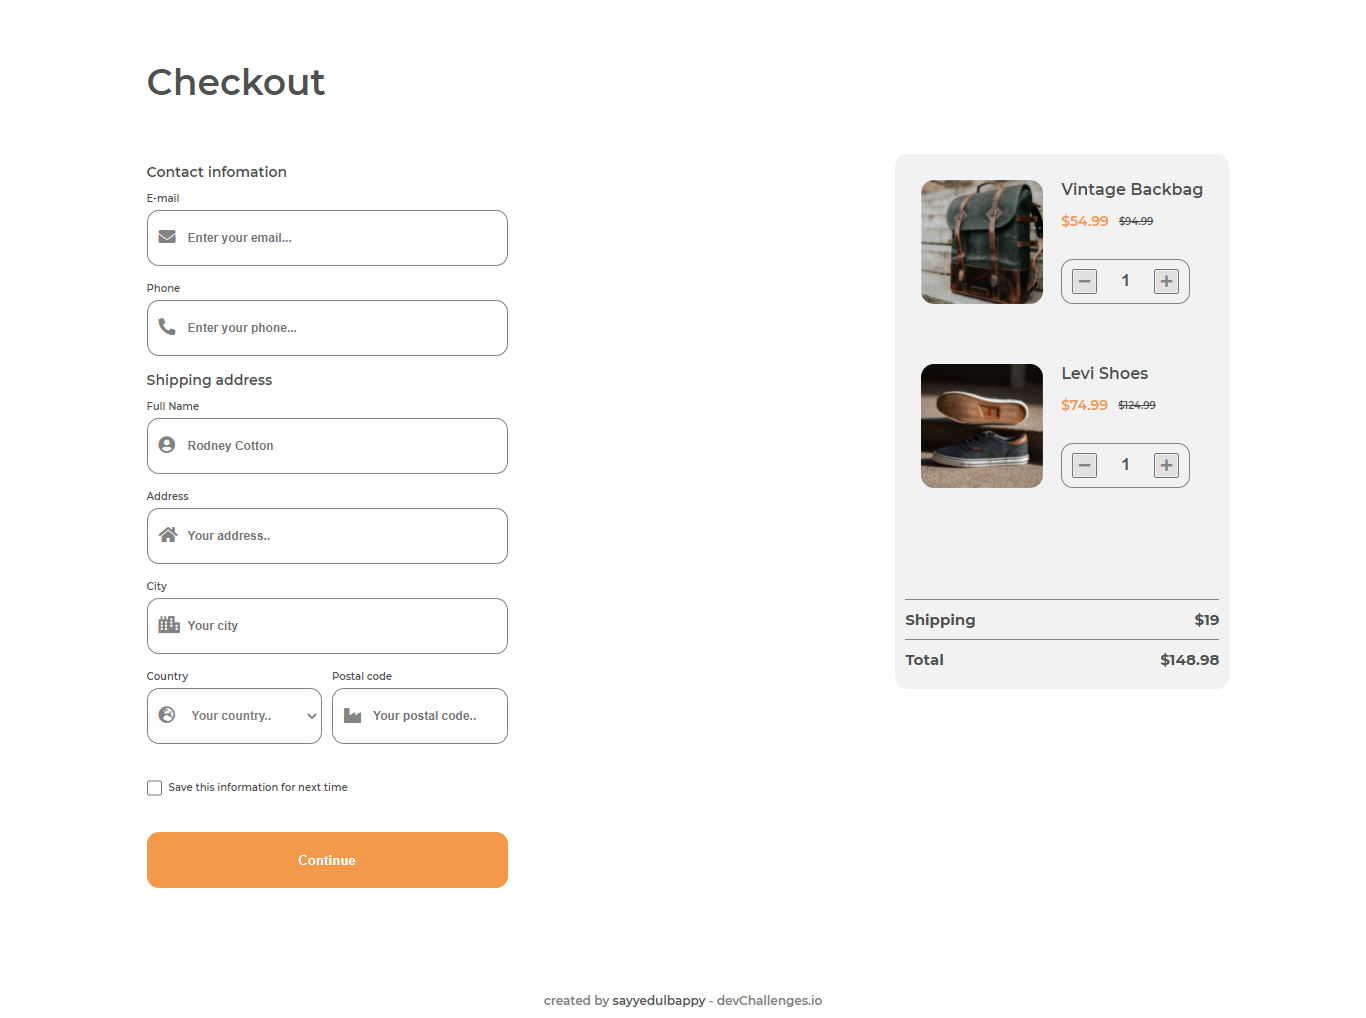 Checkout
Contact infomation
E-mail
Enter your email...
Phone
Enter your phone...
Shipping address
Full Name
Rodney Cotton
Address
Your address..
City
Your city
Country
Postal code
Your country..
Your postal code..
Save this information for next time
Continue
Vintage Backbag
$54.99 $94.99
1
Levi Shoes
$74.99 $124.99
1
Shipping $19
Total $148.98
created by sayyedulbappy - devChallenges.io